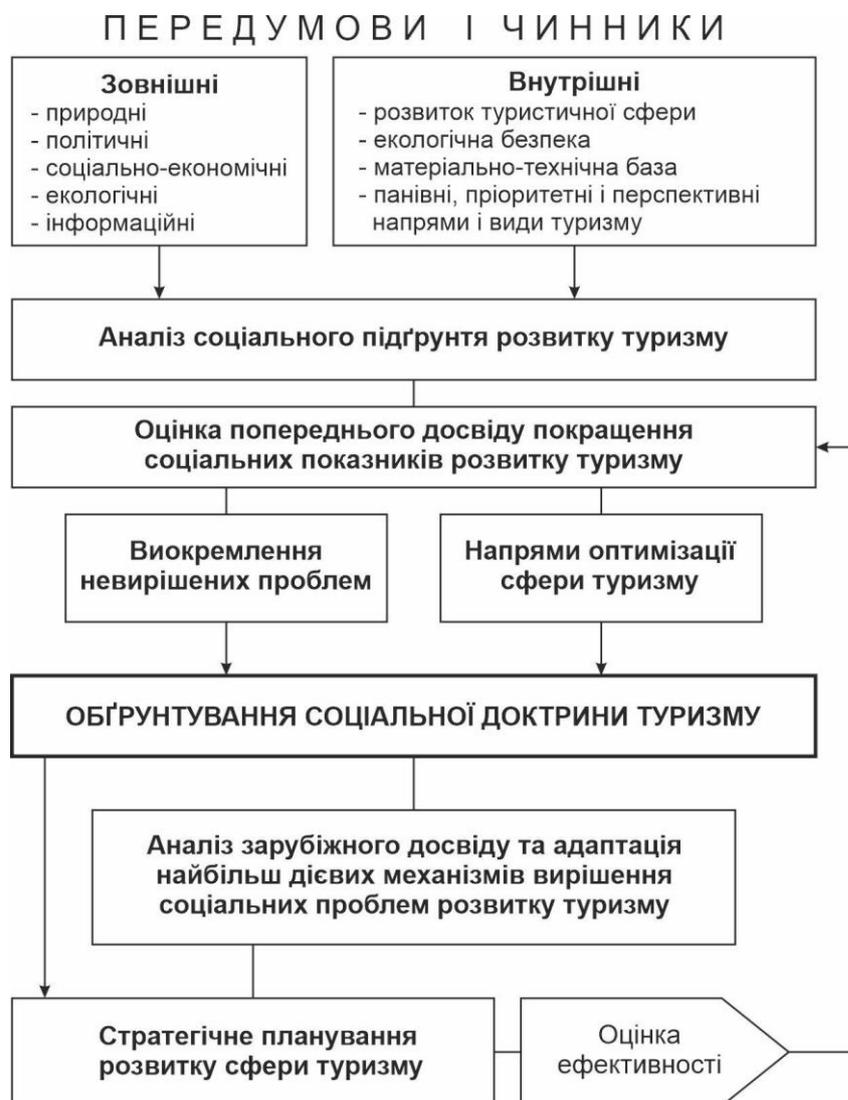 ПЕРЕДУМОВИ І ЧИННИКИ
Зовнішні
- природні
- політичні
- соціально-економічні
- екологічні
- інформаційні
Внутрішні
- розвиток туристичної сфери
- екологічна безпека
- матеріально-технічна база
- панівні, пріоритетні і перспективні
напрями і види туризму
Аналіз соціального підґрунтя розвитку туризму
Оцінка попереднього досвіду покращення
соціальних показників розвитку туризму
Виокремлення
невирішених проблем
Напрями оптимізації
сфери туризму
ОБҐРУНТУВАННЯ СОЦІАЛЬНОЇ ДОКТРИНИ ТУРИЗМУ
Аналіз зарубіжного досвіду та адаптація
найбільш дієвих механізмів вирішення
соціальних проблем розвитку туризму
Стратегічне планування
розвитку сфери туризму
Оцінка
ефективності